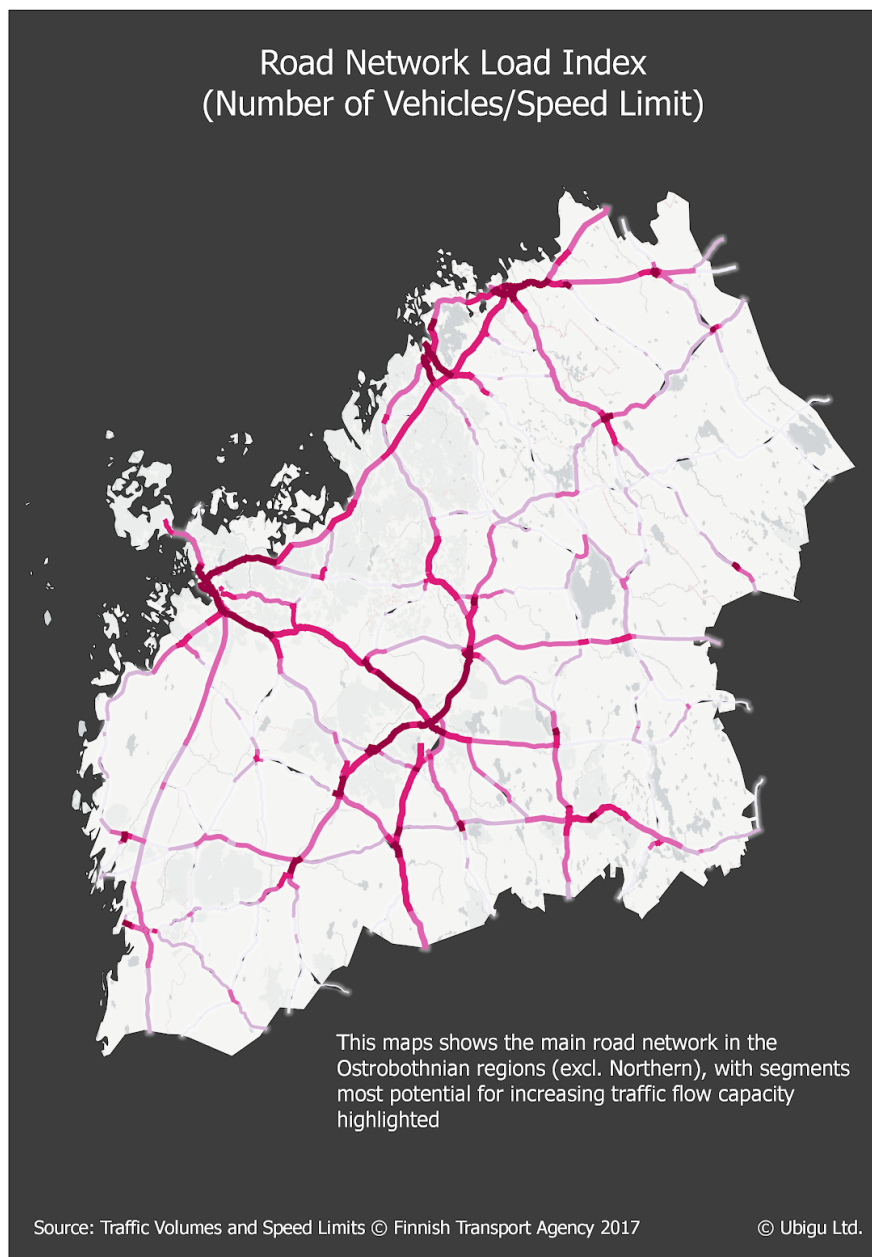 Road Network Load Index
(Number of Vehicles/Speed Limit)
This maps shows the main road network in the
Ostrobothnian regions (excl. Northern), with segments
most potential for increasing traffic flow capacity
highlighted
Source: Traffic Volumes and Speed Limits © Finnish Transport Agency 2017
© Ubigu Ltd.